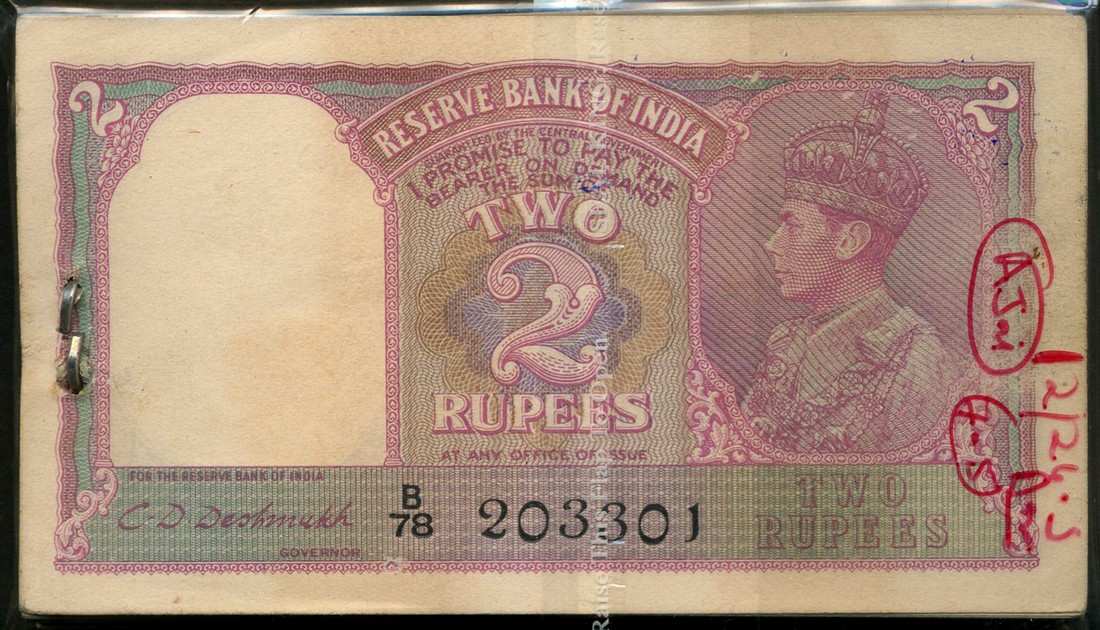 2
2
RESERVE BANK OF INDIA
GUARANTEED BY THE CENTRAL GOVERNMENT
I PROMISE TO PAY THE
BEARER ON DEMAND
THE SUM OF
TWO
2
RUPEES
AT ANY OFFICE OF ISSUE
FOR THE RESERVE BANK OF INDIA
C. D. Deshmukh
GOVERNOR
B/78
203301
TWO
RUPEES